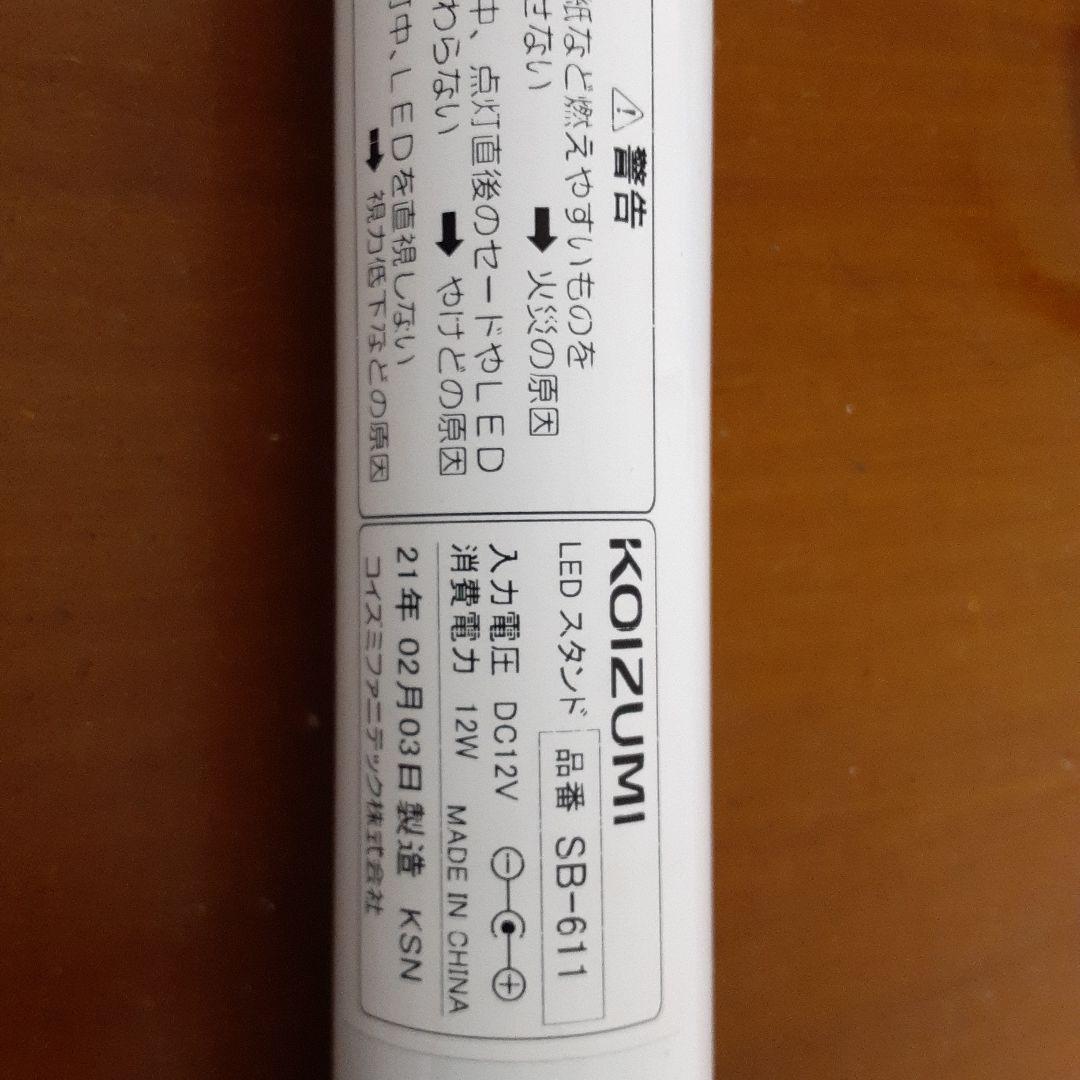 警告
紙など燃えやすいものを
せない
➡ 火災の原因
中、点灯直後のセードやLED
わらない ➡ やけどの原因
灯中、LEDを直視しない
➡ 視力低下などの原因
KOIZUMI
LED スタンド 品番 SB-611
入力電圧 DC12V
消費電力 12W MADE IN CHINA
21年 02月03日製造 KSN
コイズミファニテック株式会社